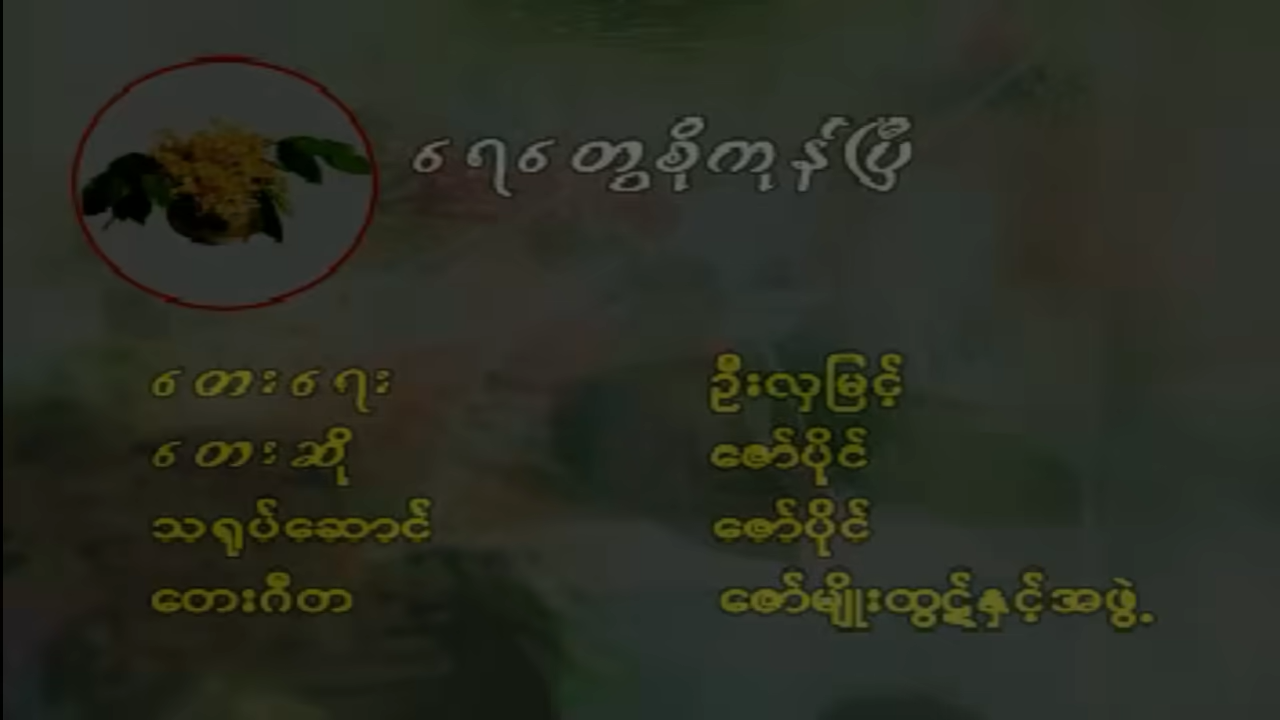 ရေတွေစိုကုန်ပြီ
တေးရေး ဦးလှမြင့်
တေးဆို ဇော်ပိုင်
သရုပ်ဆောင် ဇော်ပိုင်
တေးဂီတ ဇော်မျိုးထွဋ်နှင့်အဖွဲ့